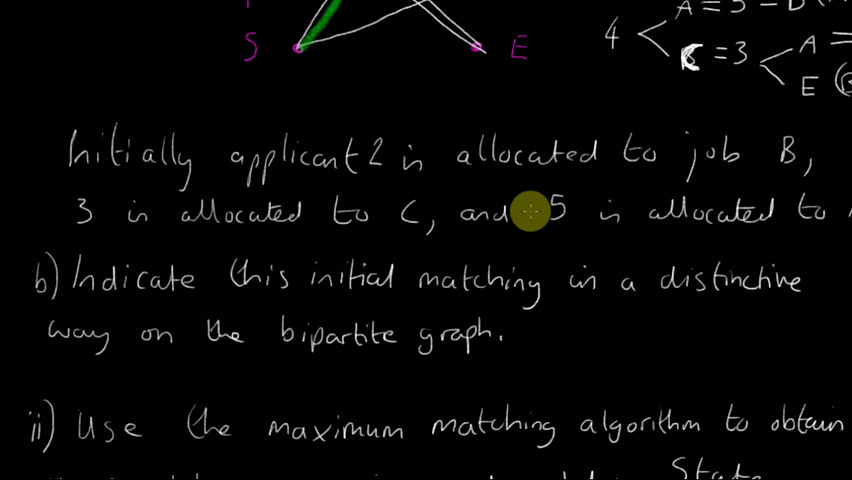 S
E
4
A = 5 - D
C = 3
A =
E
Initially applicant 2 is allocated to job B,
3 is allocated to C, and 5 is allocated to
b) Indicate this initial matching in a distinctive
way on the bipartite graph.
ii) Use the maximum matching algorithm to obtain
State